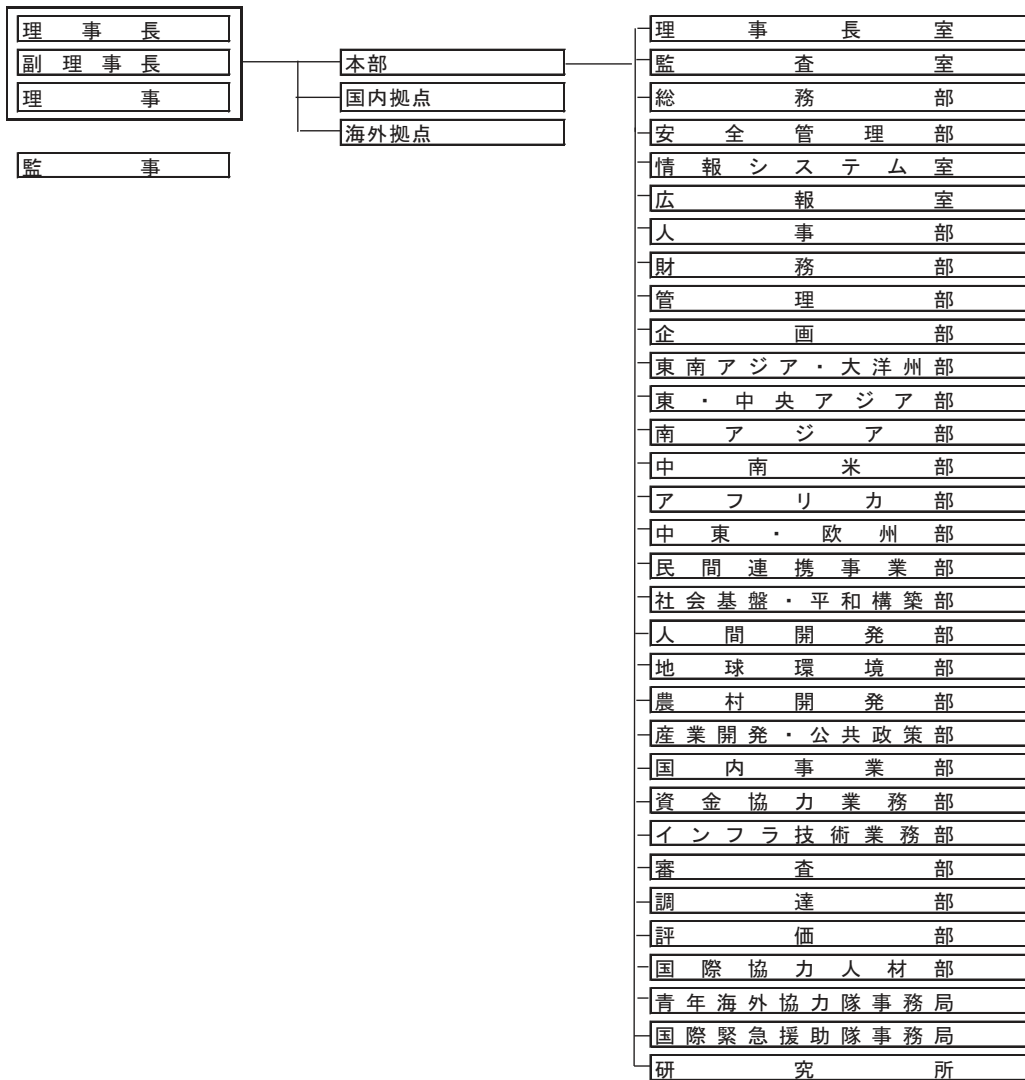 理事長
副理事長
理事
監事
本部
国内拠点
海外拠点
理事長室
監査室
総務部
安全管理部
情報システム室
広報室
人事部
財務部
管理部
企画部
東南アジア・大洋州部
東・中央アジア部
南アジア部
中南米部
アフリカ部
中東・欧州部
民間連携事業部
社会基盤・平和構築部
人間開発部
地球環境部
農村開発部
産業開発・公共政策部
国内事業部
資金協力業務部
インフラ技術業務部
審査部
調達部
評価部
国際協力人材部
青年海外協力隊事務局
国際緊急援助隊事務局
研究所